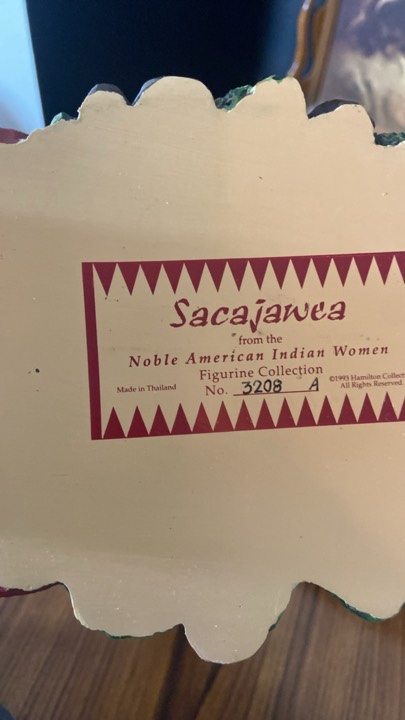 Sacajawea
from the
Noble American Indian Women
Figurine Collection
Made in Thailand
No. 3208 A
©1993 Hamilton Collect
All Rights Reserved.